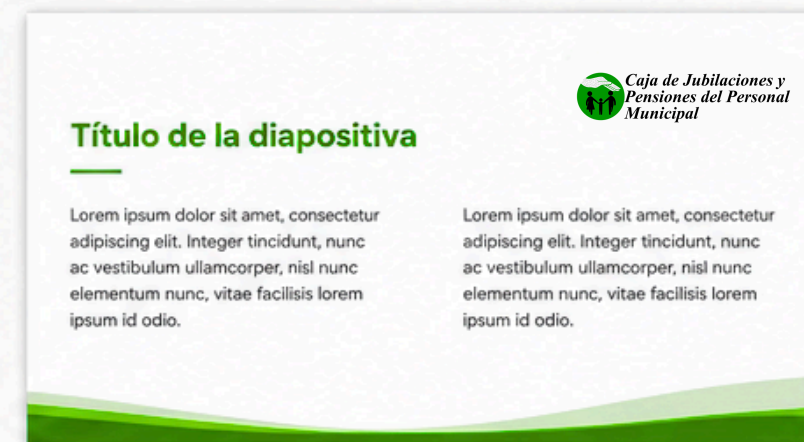 Caja de Jubilaciones y
Pensiones del Personal
Municipal
Título de la diapositiva
Lorem ipsum dolor sit amet, consectetur
adipiscing elit. Integer tincidunt, nunc
ac vestibulum ullamcorper, nisl nunc
elementum nunc, vitae facilisis lorem
ipsum id odio.
Lorem ipsum dolor sit amet, consectetur
adipiscing elit. Integer tincidunt, nunc
ac vestibulum ullamcorper, nisl nunc
elementum nunc, vitae facilisis lorem
ipsum id odio.